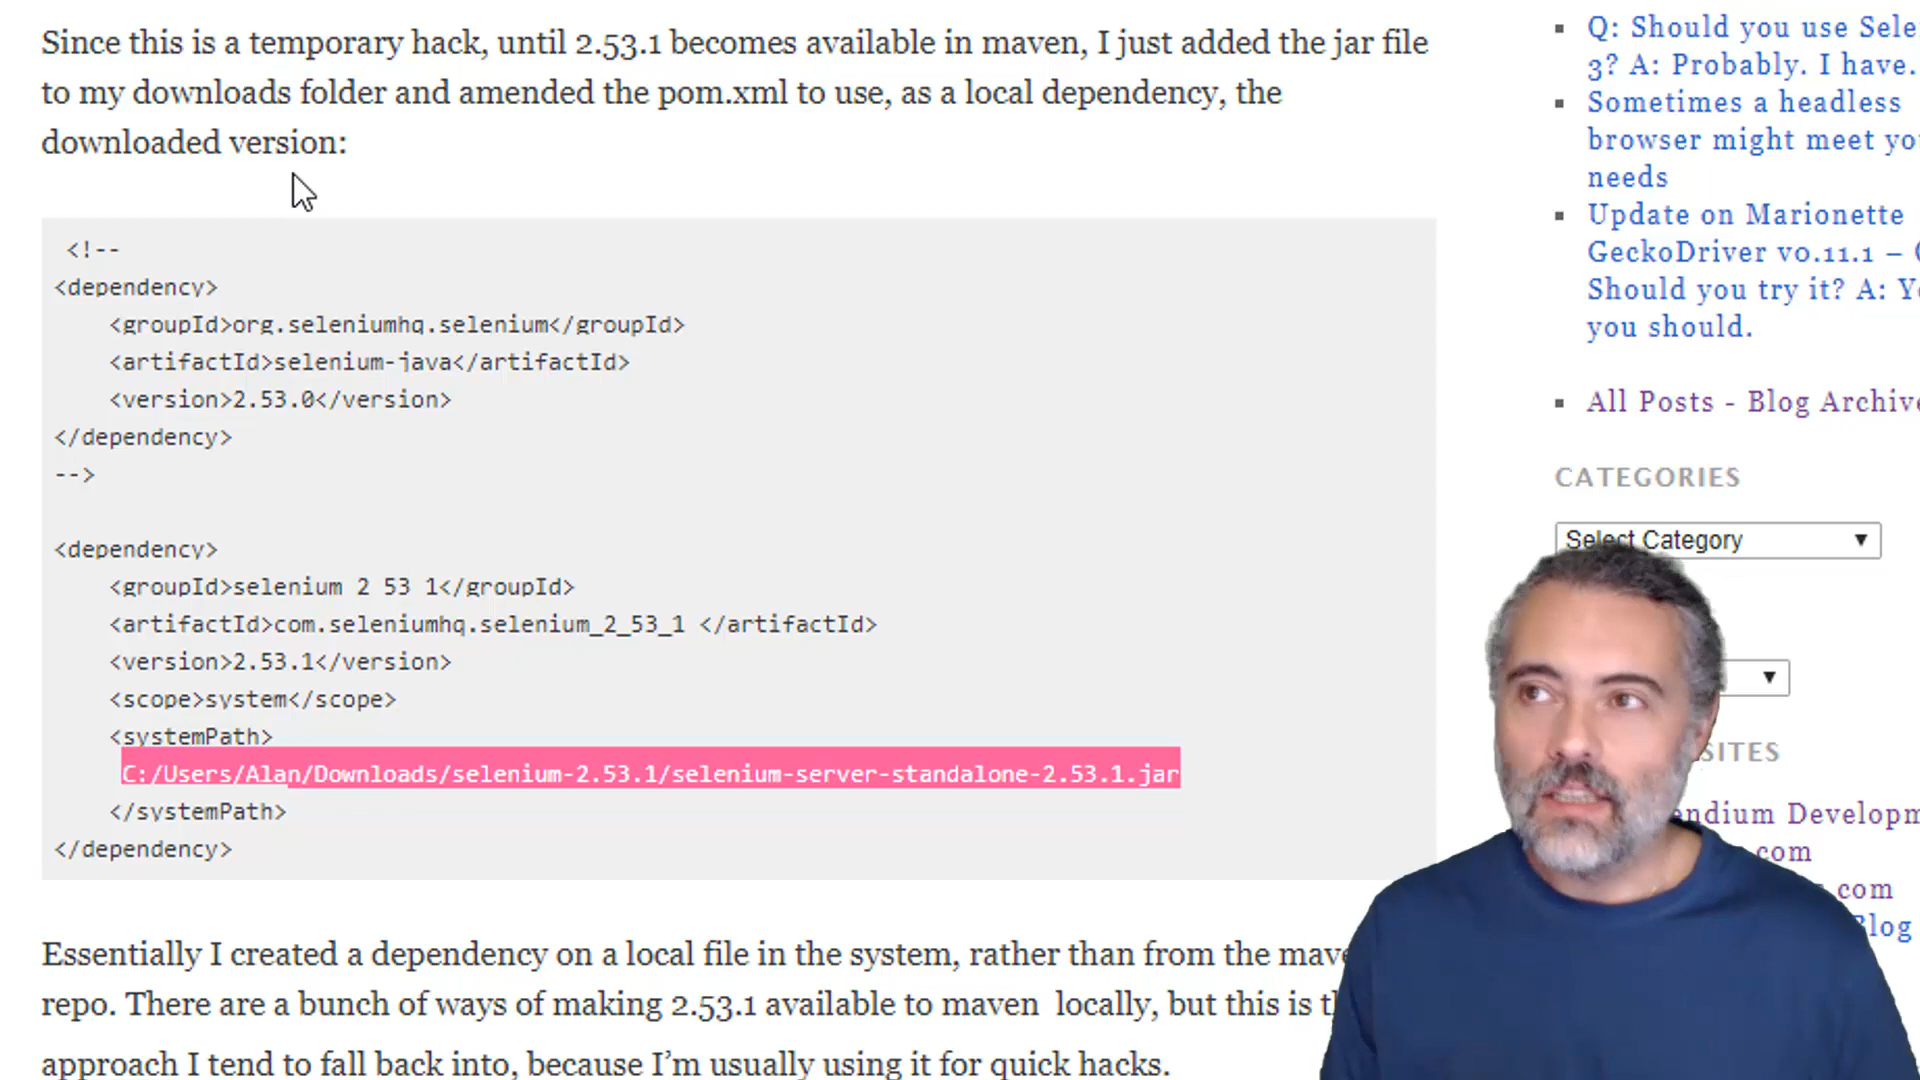 Since this is a temporary hack, until 2.53.1 becomes available in maven, I just added the jar file
to my downloads folder and amended the pom.xml to use, as a local dependency, the
downloaded version:
<!--
<dependency>
<groupId>org.seleniumhq.selenium</groupId>
<artifactId>selenium-java</artifactId>
<version>2.53.0</version>
</dependency>
-->
<dependency>
<groupId>selenium 2 53 1</groupId>
<artifactId>com.seleniumhq.selenium_2_53_1 </artifactId>
<version>2.53.1</version>
<scope>system</scope>
<systemPath>
C:/Users/Alan/Downloads/selenium-2.53.1/selenium-server-standalone-2.53.1.jar
</systemPath>
</dependency>
Essentially I created a dependency on a local file in the system, rather than from the
repo. There are a bunch of ways of making 2.53.1 available to maven locally, but this is
approach I tend to fall back into, because I'm usually using it for quick hacks.
Q: Should you use
3? A: Probably. I have.
Sometimes a headless
browser might meet
needs
Update on Marionette
GeckoDriver v0.11.1 –
Should you try it? A:
you should.
All Posts - Blog
CATEGORIES
Select Category
SITES
.com
com
Blog